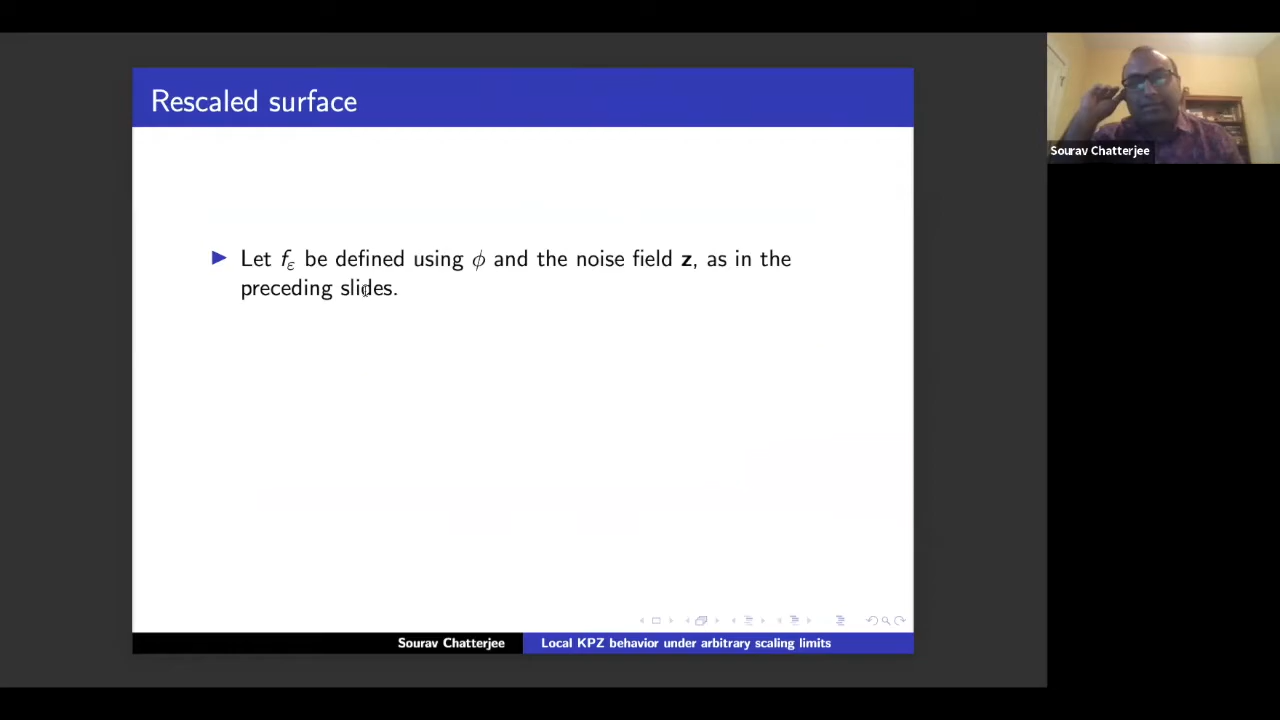 Rescaled surface
Sourav Chatterjee
▶ Let fε be defined using ϕ and the noise field z, as in the
preceding slides.
Sourav Chatterjee
Local KPZ behavior under arbitrary scaling limits